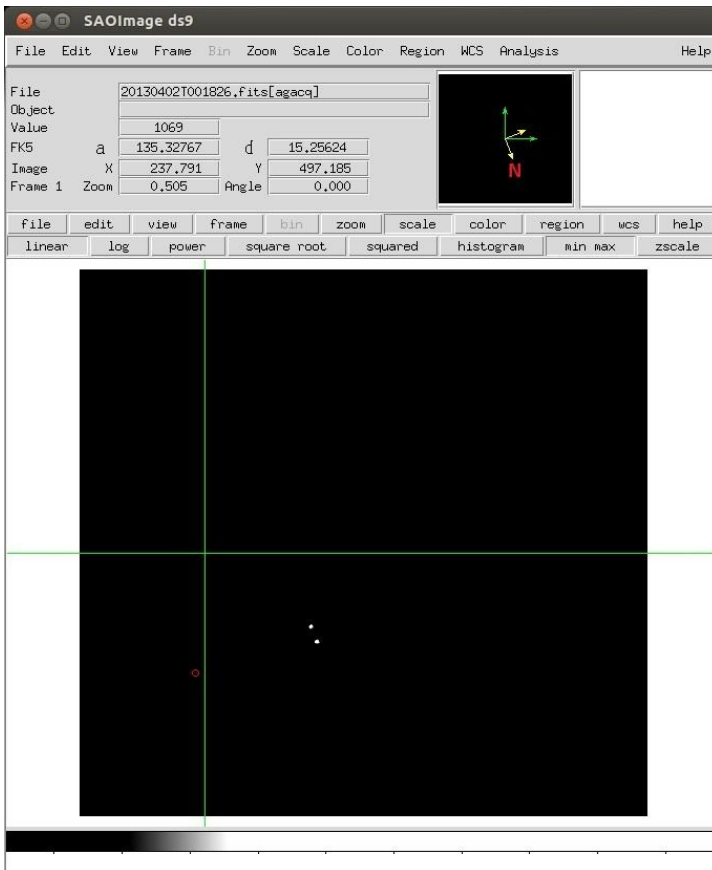 SAOImage ds9
File Edit View Frame Bin Zoom Scale Color Region WCS Analysis Help
File 20130402T001826.fits[agacq]
Object
Value 1069
FK5 a 135.32767 d 15.25624
Image X 237.791 Y 497.185
Frame 1 Zoom 0.505 Angle 0.000
N
file edit view frame bin zoom scale color region wcs help
linear log power square root squared histogram min max zscale